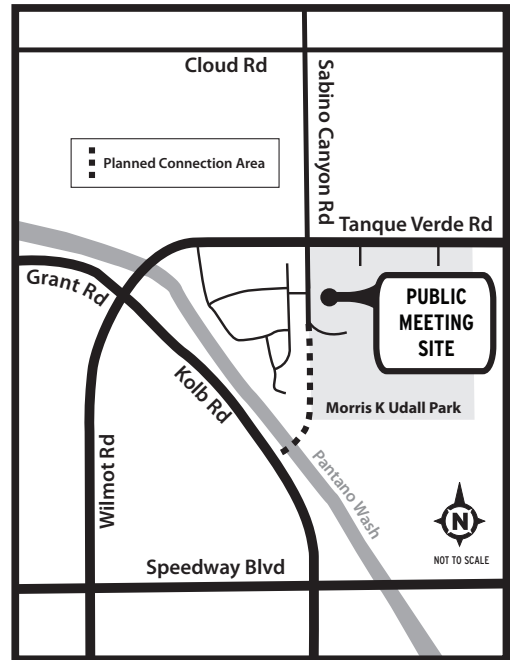 Cloud Rd
Sabino Canyon Rd
Planned Connection Area
Tanque Verde Rd
Grant Rd
PUBLIC
MEETING
SITE
Kolb Rd
Morris K Udall Park
Wilmot Rd
Pantano Wash
N
NOT TO SCALE
Speedway Blvd